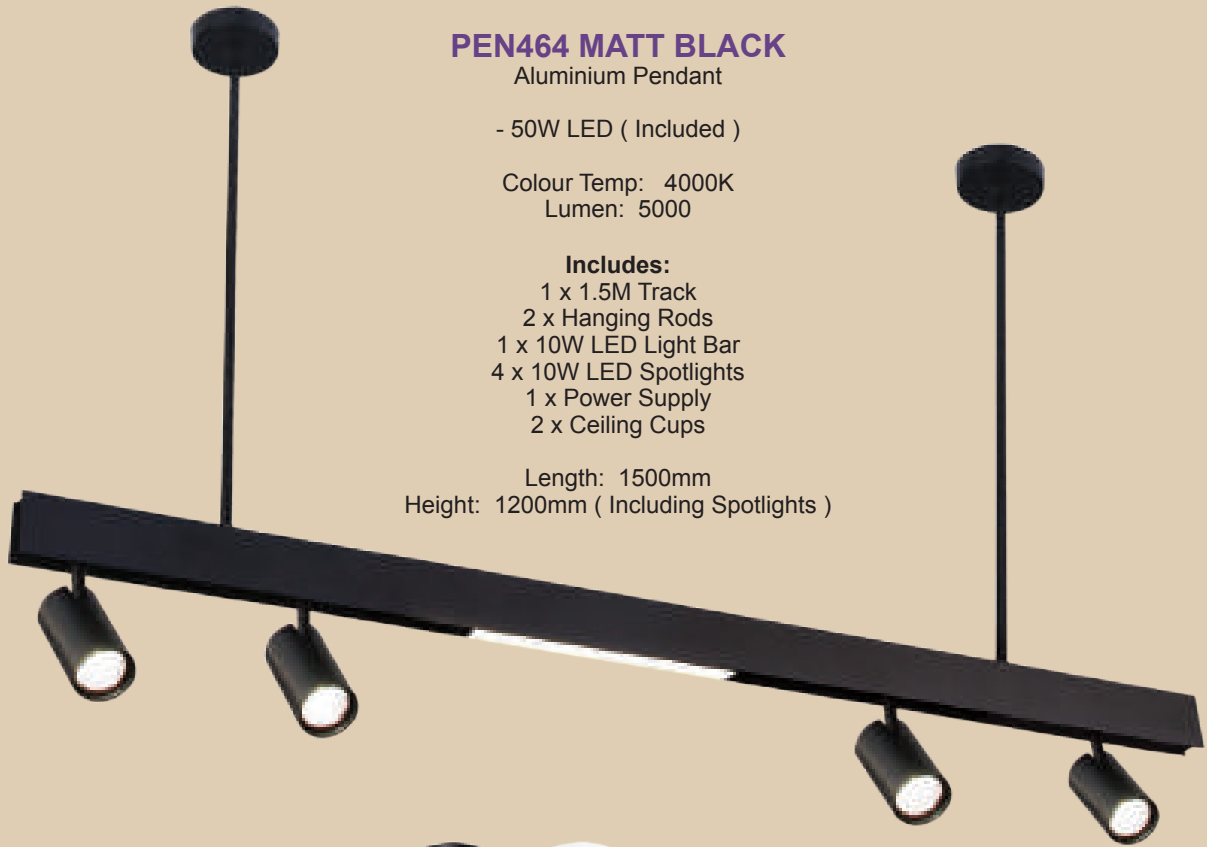 PEN464 MATT BLACK
Aluminium Pendant
- 50W LED ( Included )
Colour Temp: 4000K
Lumen: 5000
Includes:
1 x 1.5M Track
2 x Hanging Rods
1 x 10W LED Light Bar
4 x 10W LED Spotlights
1 x Power Supply
2 x Ceiling Cups
Length: 1500mm
Height: 1200mm ( Including Spotlights )